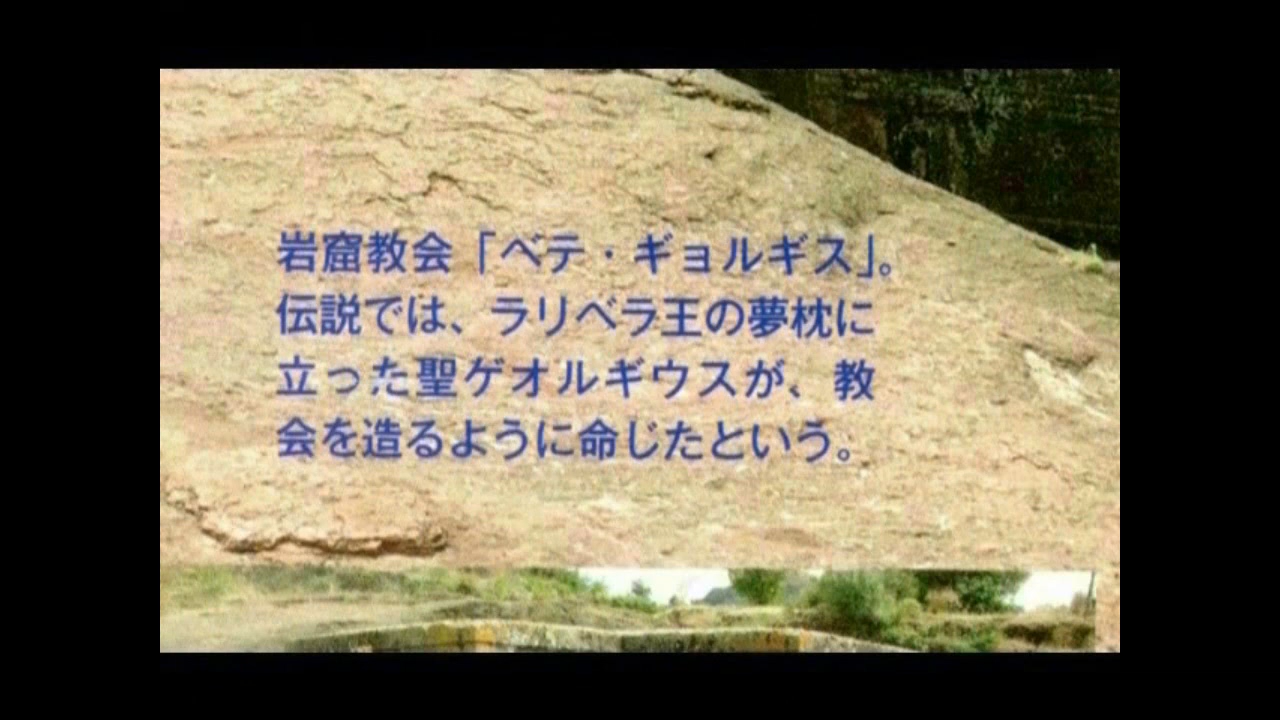 岩窟教会「ベテ・ギョルギス」。
伝説では、ラリベラ王の夢枕に
立った聖ゲオルギウスが、教
会を造るように命じたという。